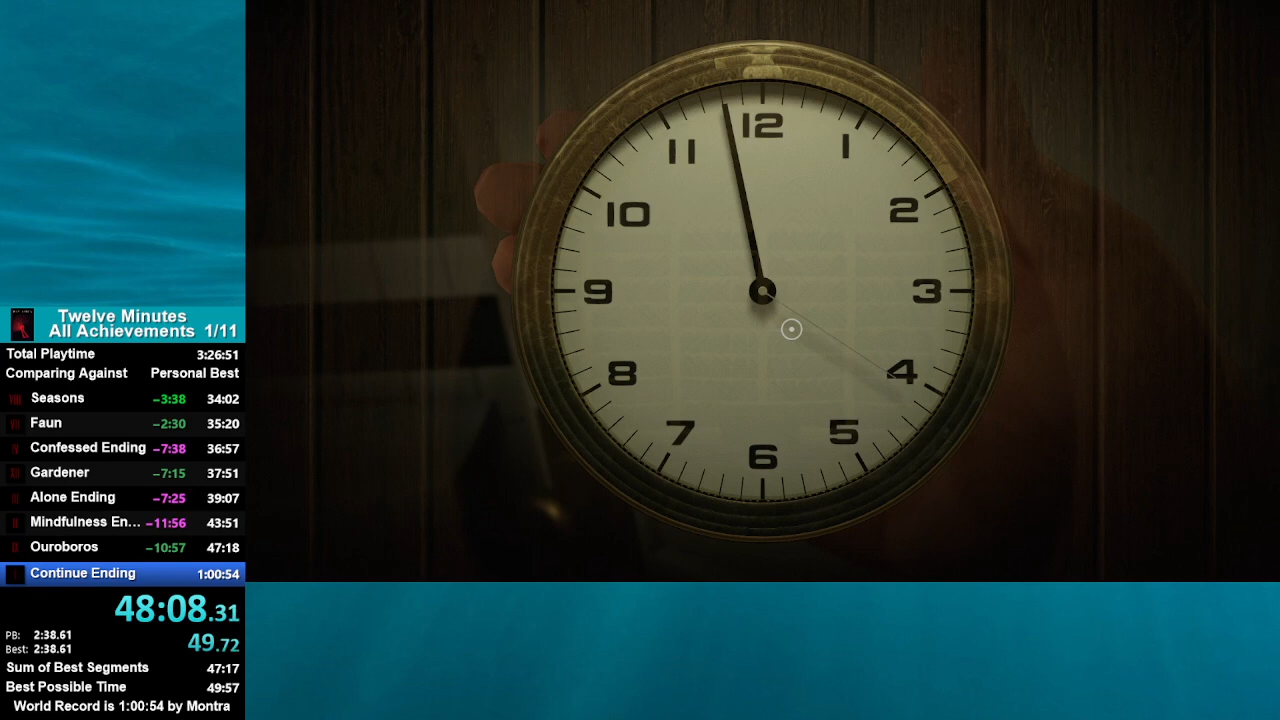 Twelve Minutes
All Achievements 1/11
Total Playtime 3:26:51
Comparing Against Personal Best
VIII Seasons −3:38 34:02
Faun −2:30 35:20
Confessed Ending −7:38 36:57
Gardener −7:15 37:51
Alone Ending −7:25 39:07
Mindfulness En... −11:56 43:51
Ouroboros −10:57 47:18
Continue Ending 1:00:54
48:08.31
PB: 2:38.61 49.72
Best: 2:38.61
Sum of Best Segments 47:17
Best Possible Time 49:57
World Record is 1:00:54 by Montra
12
11 1
10 2
9 3
8 4
7 5
6